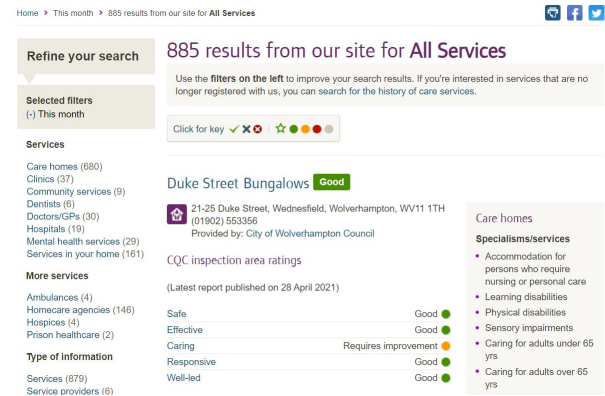 Home > This month > 885 results from our site for All Services
Refine your search
Selected filters
(-) This month
Services
Care homes (680)
Clinics (37)
Community services (9)
Dentists (6)
Doctors/GPs (30)
Hospitals (19)
Mental health services (29)
Services in your home (161)
More services
Ambulances (4)
Homecare agencies (146)
Hospices (4)
Prison healthcare (2)
Type of information
Services (879)
Service providers (6)
885 results from our site for All Services
Use the filters on the left to improve your search results. If you're interested in services that are no
longer registered with us, you can search for the history of care services.
Click for key
Duke Street Bungalows Good
21-25 Duke Street, Wednesfield, Wolverhampton, WV11 1TH
(01902) 553356
Provided by: City of Wolverhampton Council
CQC inspection area ratings
(Latest report published on 28 April 2021)
Safe Good
Effective Good
Caring Requires improvement
Responsive Good
Well-led Good
Care homes
Specialisms/services
• Accommodation for
persons who require
nursing or personal care
• Learning disabilities
• Physical disabilities
• Sensory impairments
• Caring for adults under 65
yrs
• Caring for adults over 65
yrs